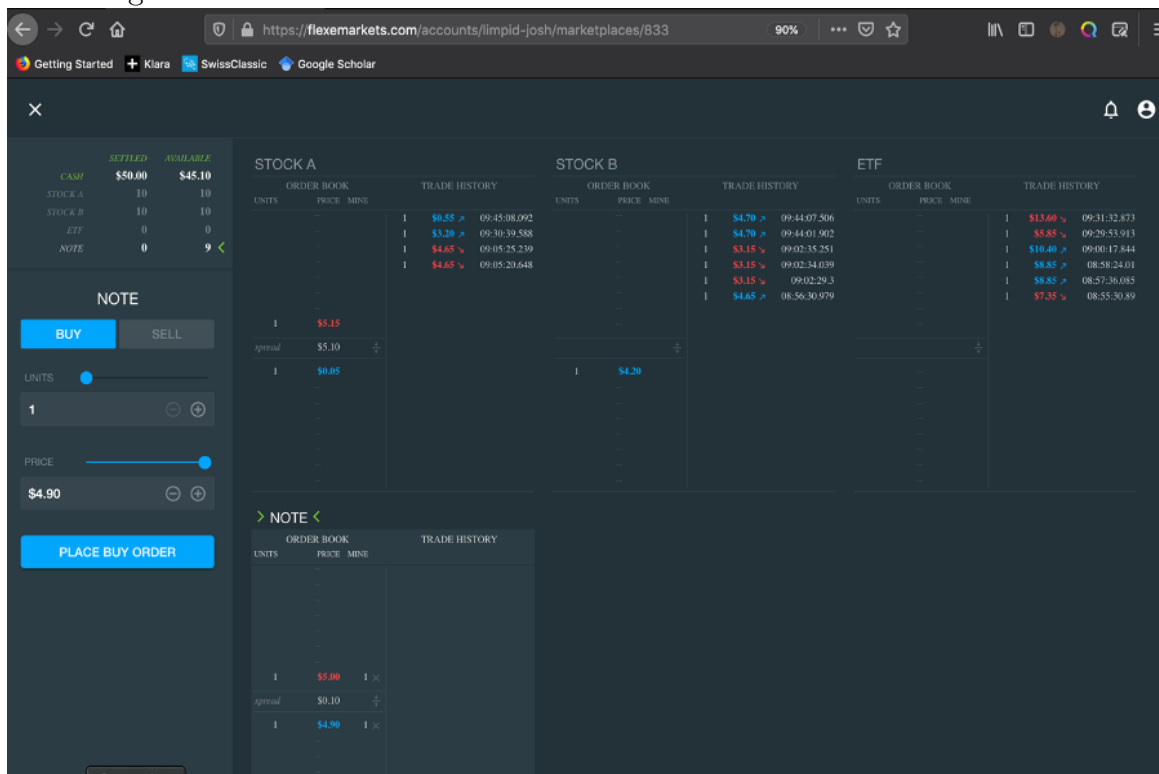 https://flexemarkets.com/accounts/limpid-josh/marketplaces/833 90%
Getting Started Klara SwissClassic Google Scholar
SETTLED AVAILABLE
CASH $50.00 $45.10
STOCK A 10 10
STOCK B 10 10
ETF 0 0
NOTE 0 9
NOTE
BUY SELL
UNITS
1
PRICE
$4.90
PLACE BUY ORDER
STOCK A
ORDER BOOK TRADE HISTORY
UNITS PRICE MINE
1 $0.55 09:45:08.092
1 $3.20 09:30:39.588
1 $4.65 09:05:25.239
1 $4.65 09:05:20.648
1 $5.15
spread $5.10
1 $0.05
STOCK B
ORDER BOOK TRADE HISTORY
UNITS PRICE MINE
1 $4.70 09:44:07.506
1 $4.70 09:44:01.902
1 $3.15 09:02:35.251
1 $3.15 09:02:34.039
1 $3.15 09:02:29.3
1 $4.65 08:56:30.979
1 $4.20
ETF
ORDER BOOK TRADE HISTORY
UNITS PRICE MINE
1 $13.60 09:31:32.873
1 $5.85 09:29:53.913
1 $10.40 09:00:17.844
1 $8.85 08:58:24.01
1 $8.85 08:57:36.085
1 $7.35 08:55:30.89
> NOTE <
ORDER BOOK TRADE HISTORY
UNITS PRICE MINE
1 $5.00 1 ×
spread $0.10
1 $4.90 1 ×